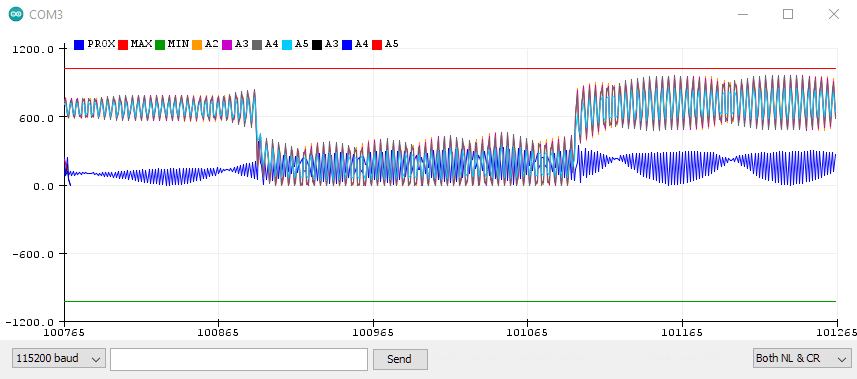 COM3
1200.0
PROX MAX MIN A2 A3 A4 A5 A3 A4 A5
600.0
0.0
-600.0
-1200.0
100765 100865 100965 101065 101165 101265
115200 baud Send Both NL & CR